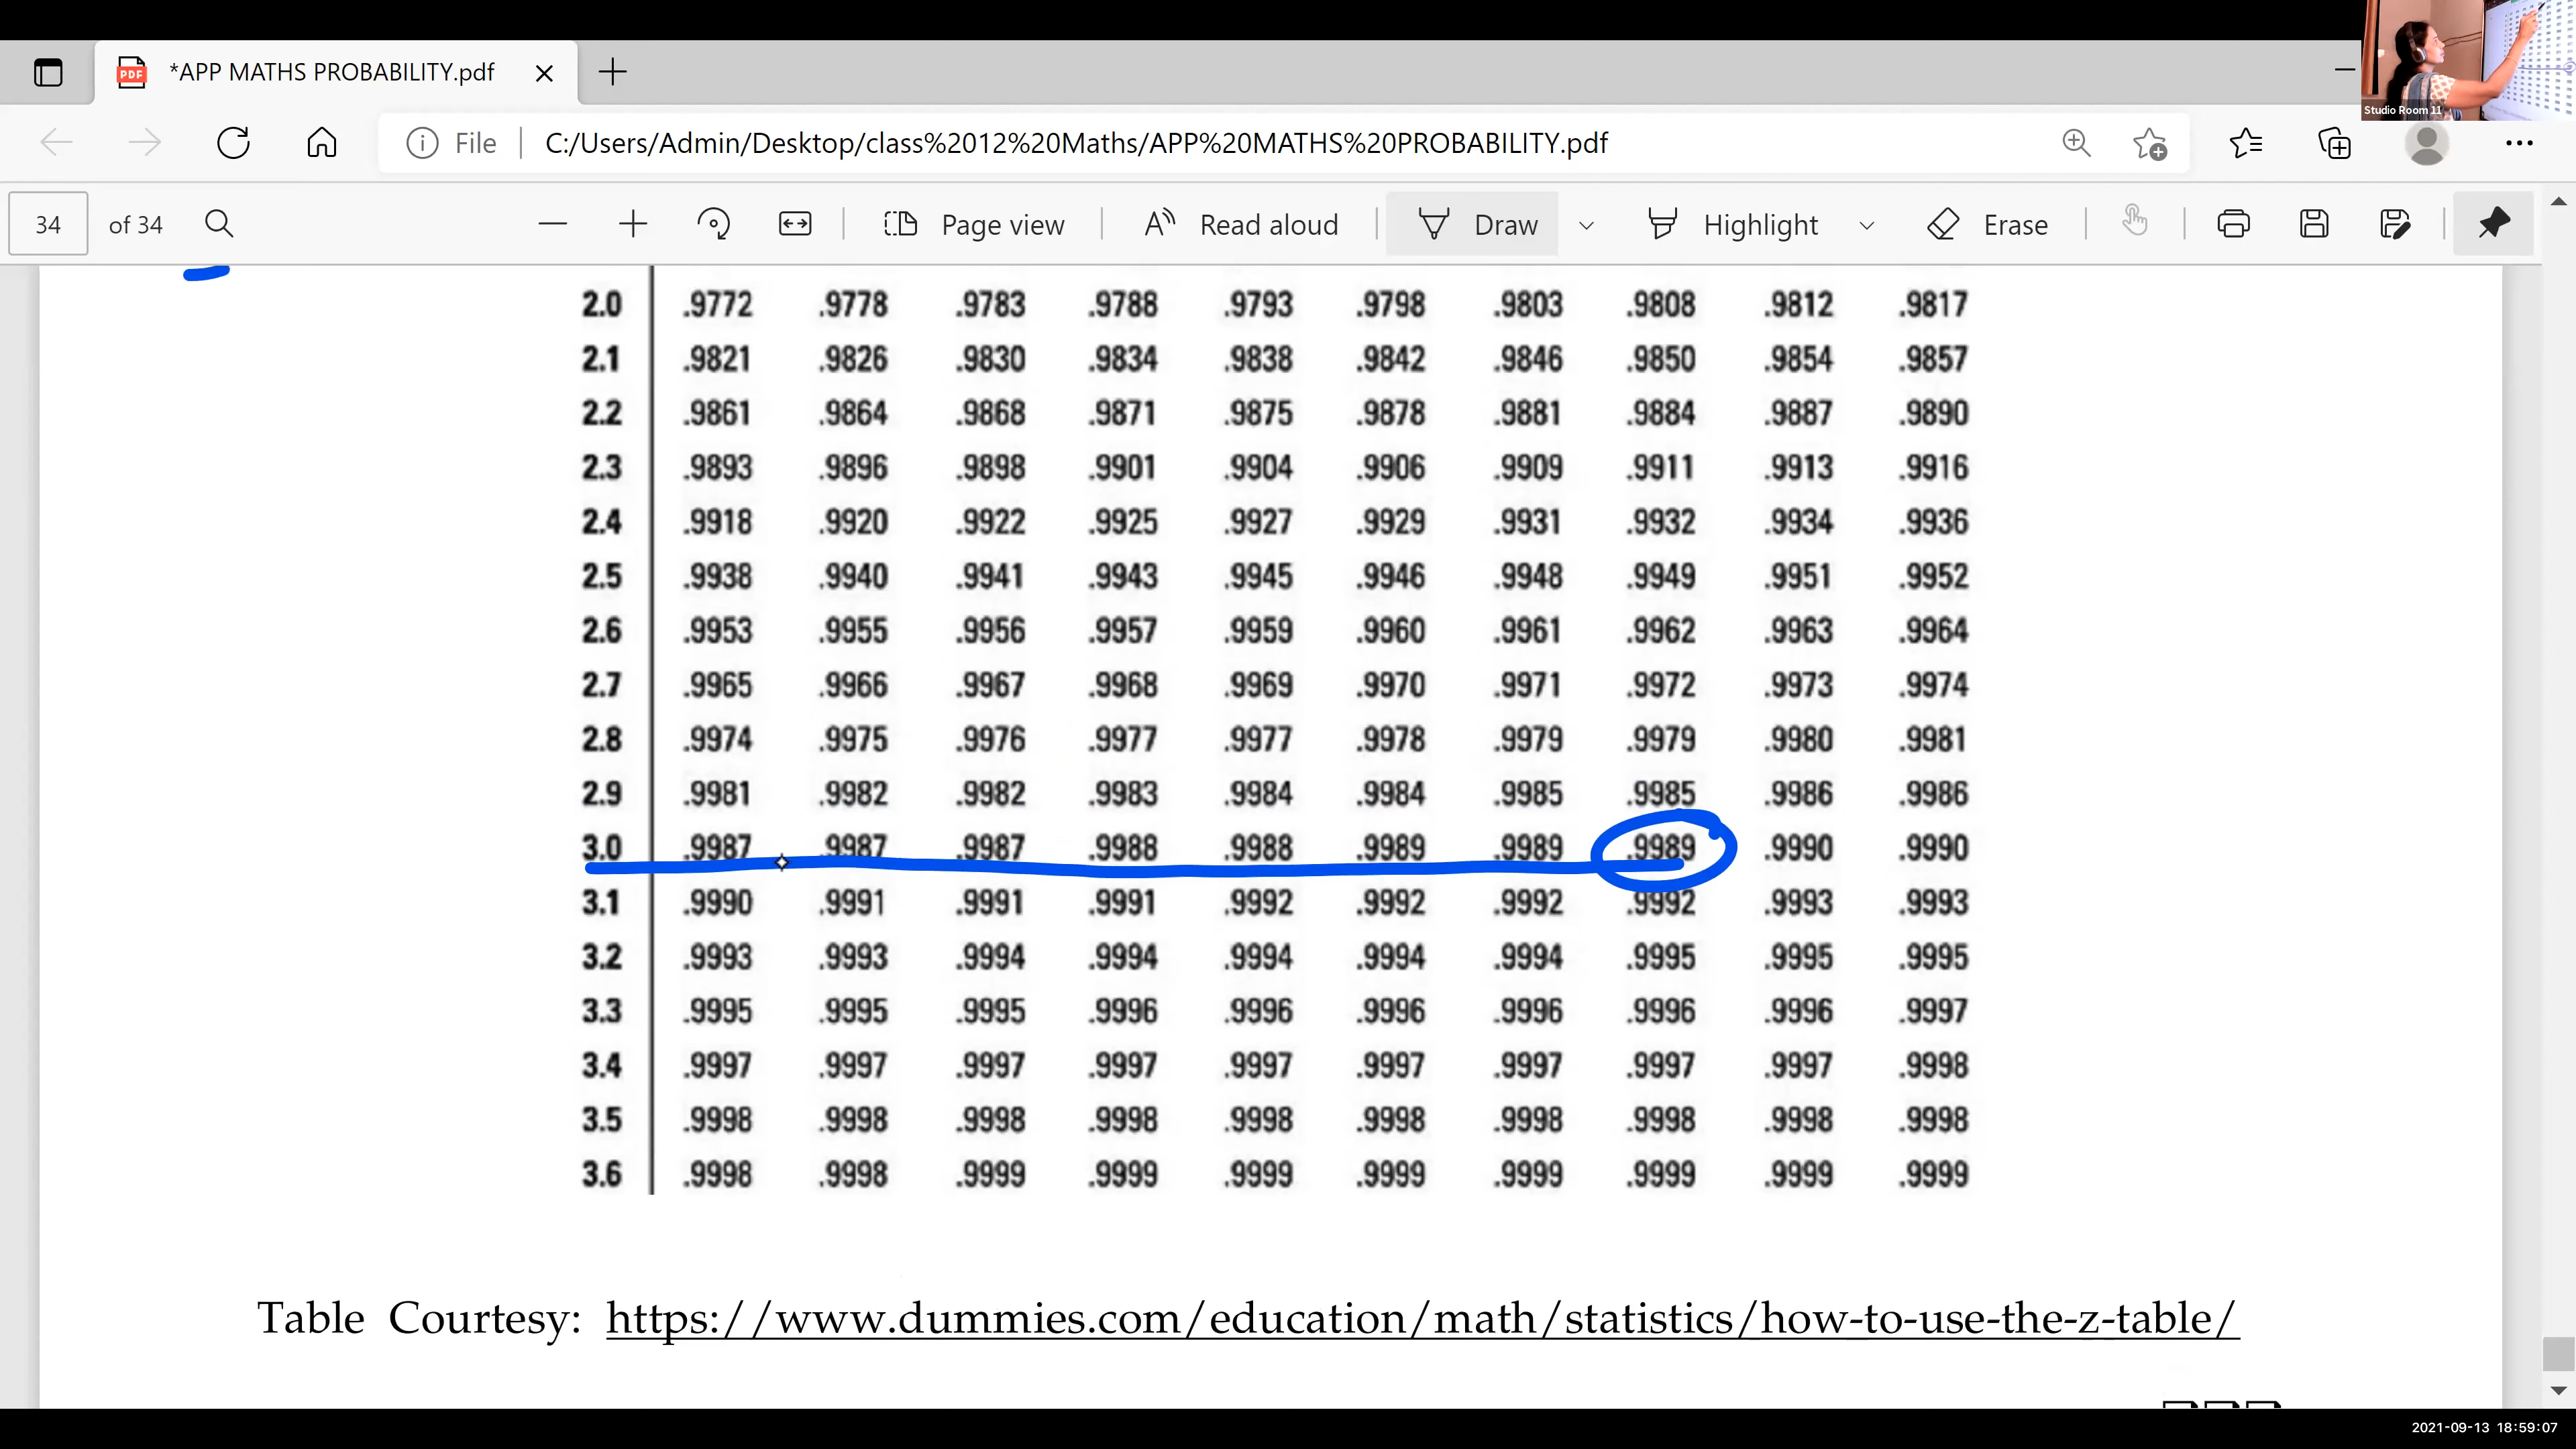 *APP MATHS PROBABILITY.pdf
Studio Room 11
File C:/Users/Admin/Desktop/class%2012%20Maths/APP%20MATHS%20PROBABILITY.pdf
34 of 34 Page view Read aloud Draw Highlight Erase
2.0 .9772 .9778 .9783 .9788 .9793 .9798 .9803 .9808 .9812 .9817
2.1 .9821 .9826 .9830 .9834 .9838 .9842 .9846 .9850 .9854 .9857
2.2 .9861 .9864 .9868 .9871 .9875 .9878 .9881 .9884 .9887 .9890
2.3 .9893 .9896 .9898 .9901 .9904 .9906 .9909 .9911 .9913 .9916
2.4 .9918 .9920 .9922 .9925 .9927 .9929 .9931 .9932 .9934 .9936
2.5 .9938 .9940 .9941 .9943 .9945 .9946 .9948 .9949 .9951 .9952
2.6 .9953 .9955 .9956 .9957 .9959 .9960 .9961 .9962 .9963 .9964
2.7 .9965 .9966 .9967 .9968 .9969 .9970 .9971 .9972 .9973 .9974
2.8 .9974 .9975 .9976 .9977 .9977 .9978 .9979 .9979 .9980 .9981
2.9 .9981 .9982 .9982 .9983 .9984 .9984 .9985 .9985 .9986 .9986
3.0 .9987 .9987 .9987 .9988 .9988 .9989 .9989 .9989 .9990 .9990
3.1 .9990 .9991 .9991 .9991 .9992 .9992 .9992 .9992 .9993 .9993
3.2 .9993 .9993 .9994 .9994 .9994 .9994 .9994 .9995 .9995 .9995
3.3 .9995 .9995 .9995 .9996 .9996 .9996 .9996 .9996 .9996 .9997
3.4 .9997 .9997 .9997 .9997 .9997 .9997 .9997 .9997 .9997 .9998
3.5 .9998 .9998 .9998 .9998 .9998 .9998 .9998 .9998 .9998 .9998
3.6 .9998 .9998 .9999 .9999 .9999 .9999 .9999 .9999 .9999 .9999
Table Courtesy: https://www.dummies.com/education/math/statistics/how-to-use-the-z-table/
2021-09-13 18:59:07